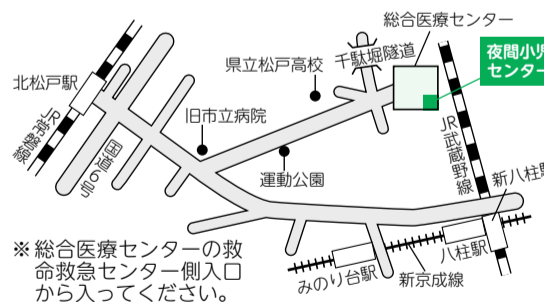 総合医療センター
夜間小児
センター
千駄堀隧道
県立松戸高校
北松戸駅
JR常磐線
国道6号
旧市立病院
運動公園
JR武蔵野線
新八柱駅
八柱駅
みのり台駅
新京成線
※総合医療センターの救
命救急センター側入口
から入ってください。